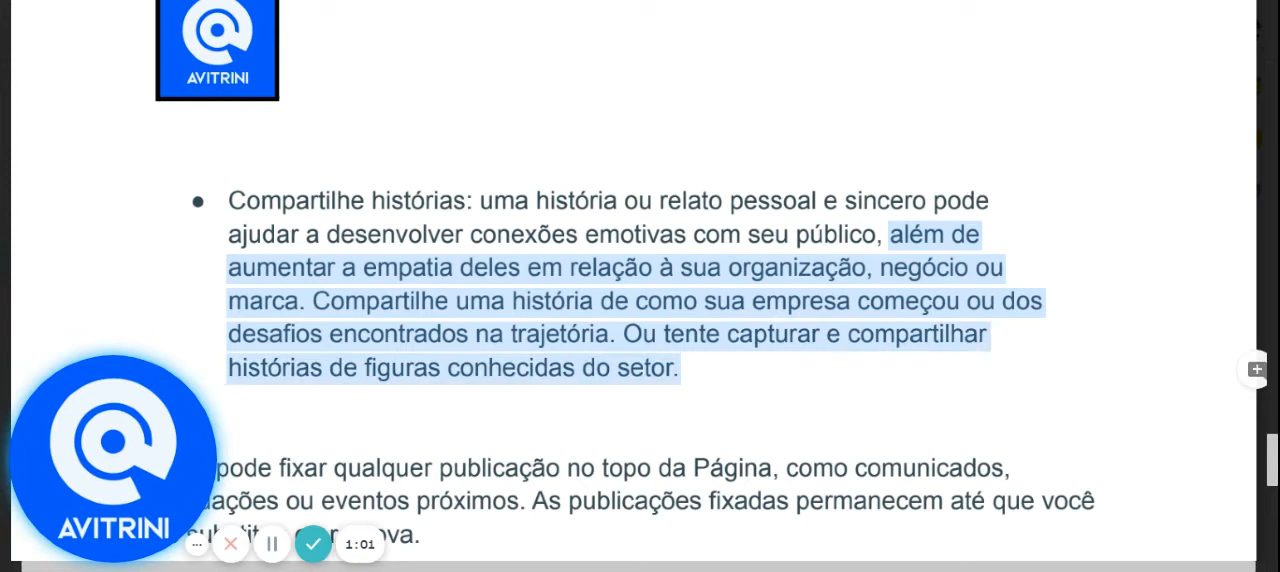 AVITRINI
● Compartilhe histórias: uma história ou relato pessoal e sincero pode
ajudar a desenvolver conexões emotivas com seu público, além de
aumentar a empatia deles em relação à sua organização, negócio ou
marca. Compartilhe uma história de como sua empresa começou ou dos
desafios encontrados na trajetória. Ou tente capturar e compartilhar
histórias de figuras conhecidas do setor.
pode fixar qualquer publicação no topo da Página, como comunicados,
ou eventos próximos. As publicações fixadas permanecem até que você
AVITRINI
1:01